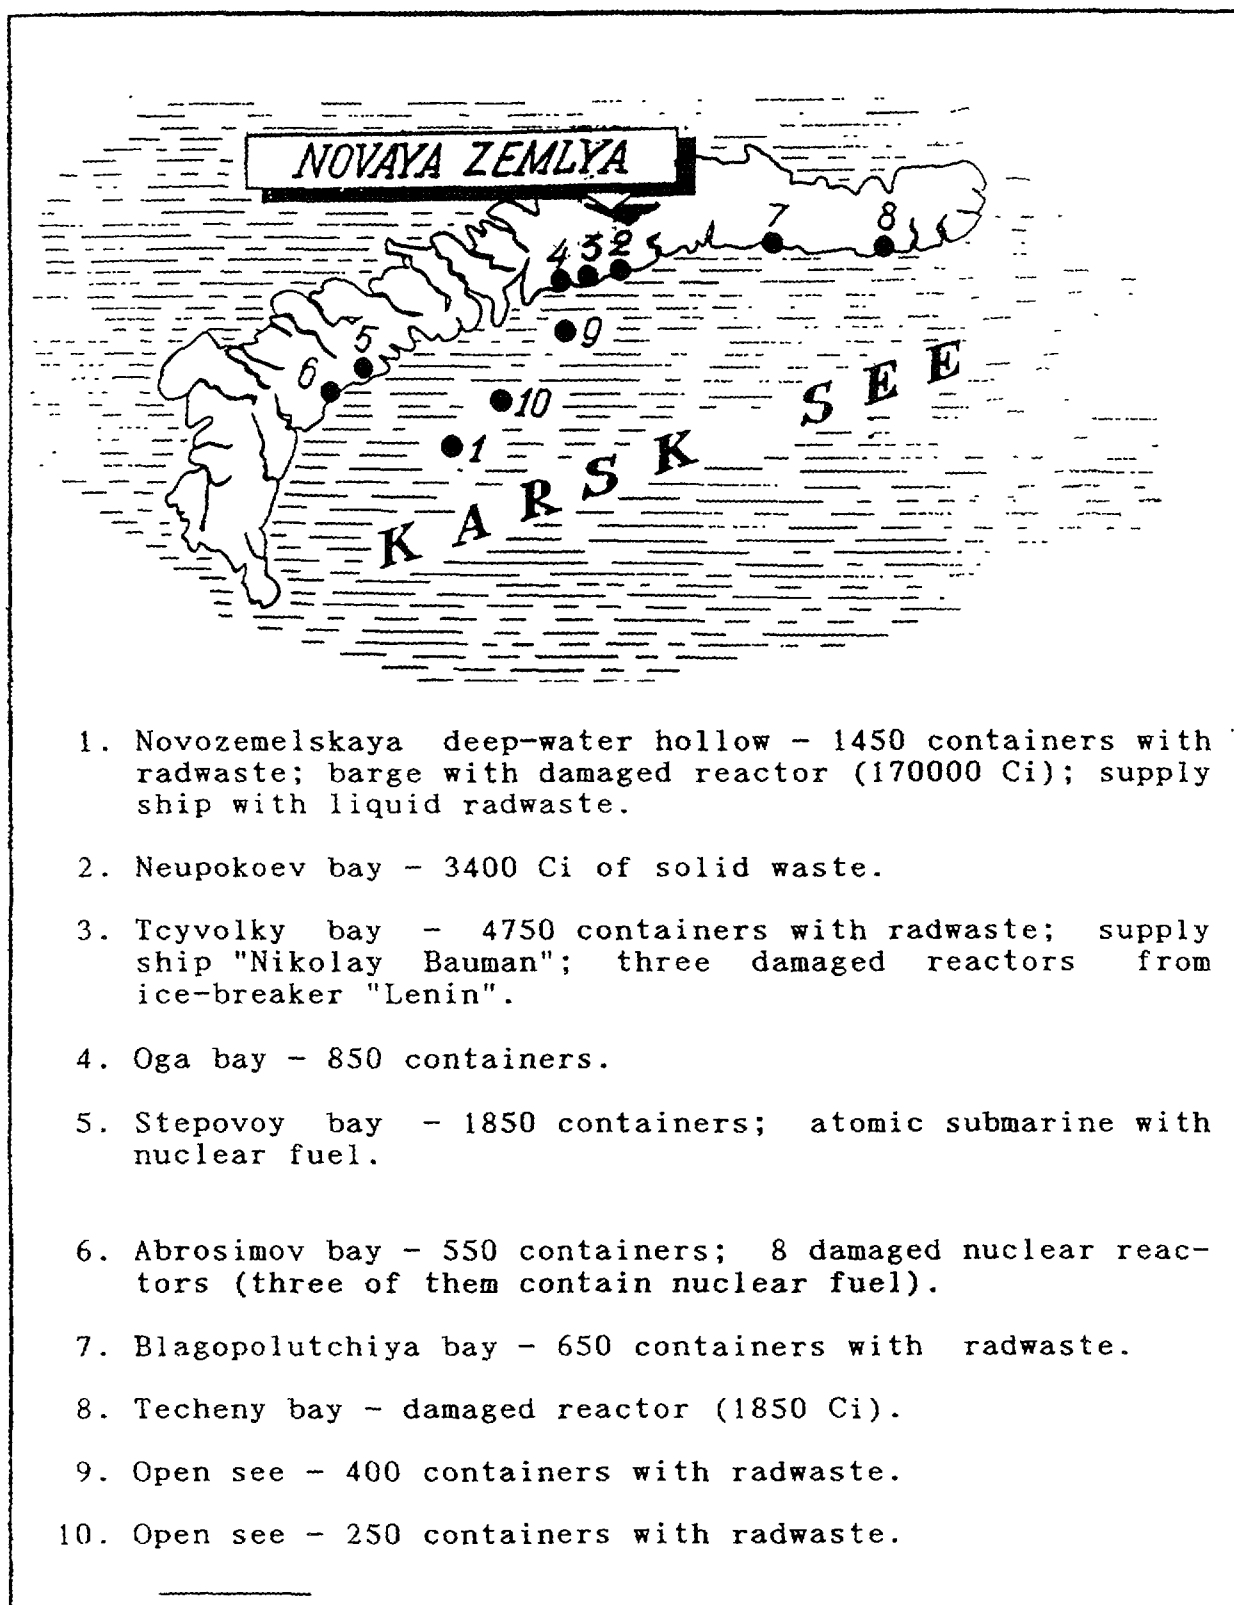 NOVAYA ZEMLYA
7
8
4 3 2
9
5
6
10
1
KARSK SEE
1. Novozemelskaya deep-water hollow - 1450 containers with
radwaste; barge with damaged reactor (170000 Ci); supply
ship with liquid radwaste.
2. Neupokoev bay - 3400 Ci of solid waste.
3. Tcyvolky bay - 4750 containers with radwaste; supply
ship "Nikolay Bauman"; three damaged reactors from
ice-breaker "Lenin".
4. Oga bay - 850 containers.
5. Stepovoy bay - 1850 containers; atomic submarine with
nuclear fuel.
6. Abrosimov bay - 550 containers; 8 damaged nuclear reac-
tors (three of them contain nuclear fuel).
7. Blagopolutchiya bay - 650 containers with radwaste.
8. Techeny bay - damaged reactor (1850 Ci).
9. Open see - 400 containers with radwaste.
10. Open see - 250 containers with radwaste.